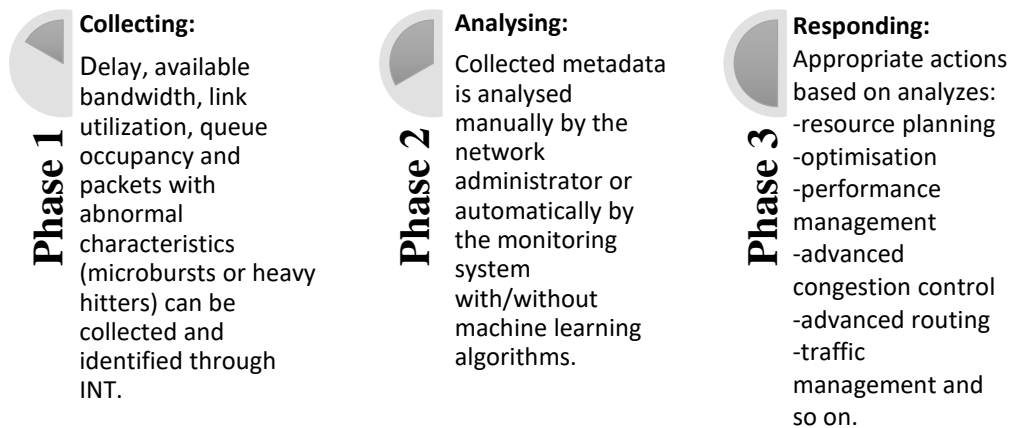 Phase 1
Collecting:
Delay, available
bandwidth, link
utilization, queue
occupancy and
packets with
abnormal
characteristics
(microbursts or heavy
hitters) can be
collected and
identified through
INT.
Phase 2
Analysing:
Collected metadata
is analysed
manually by the
network
administrator or
automatically by
the monitoring
system
with/without
machine learning
algorithms.
Phase 3
Responding:
Appropriate actions
based on analyzes:
-resource planning
-optimisation
-performance
management
-advanced
congestion control
-advanced routing
-traffic
management and
so on.